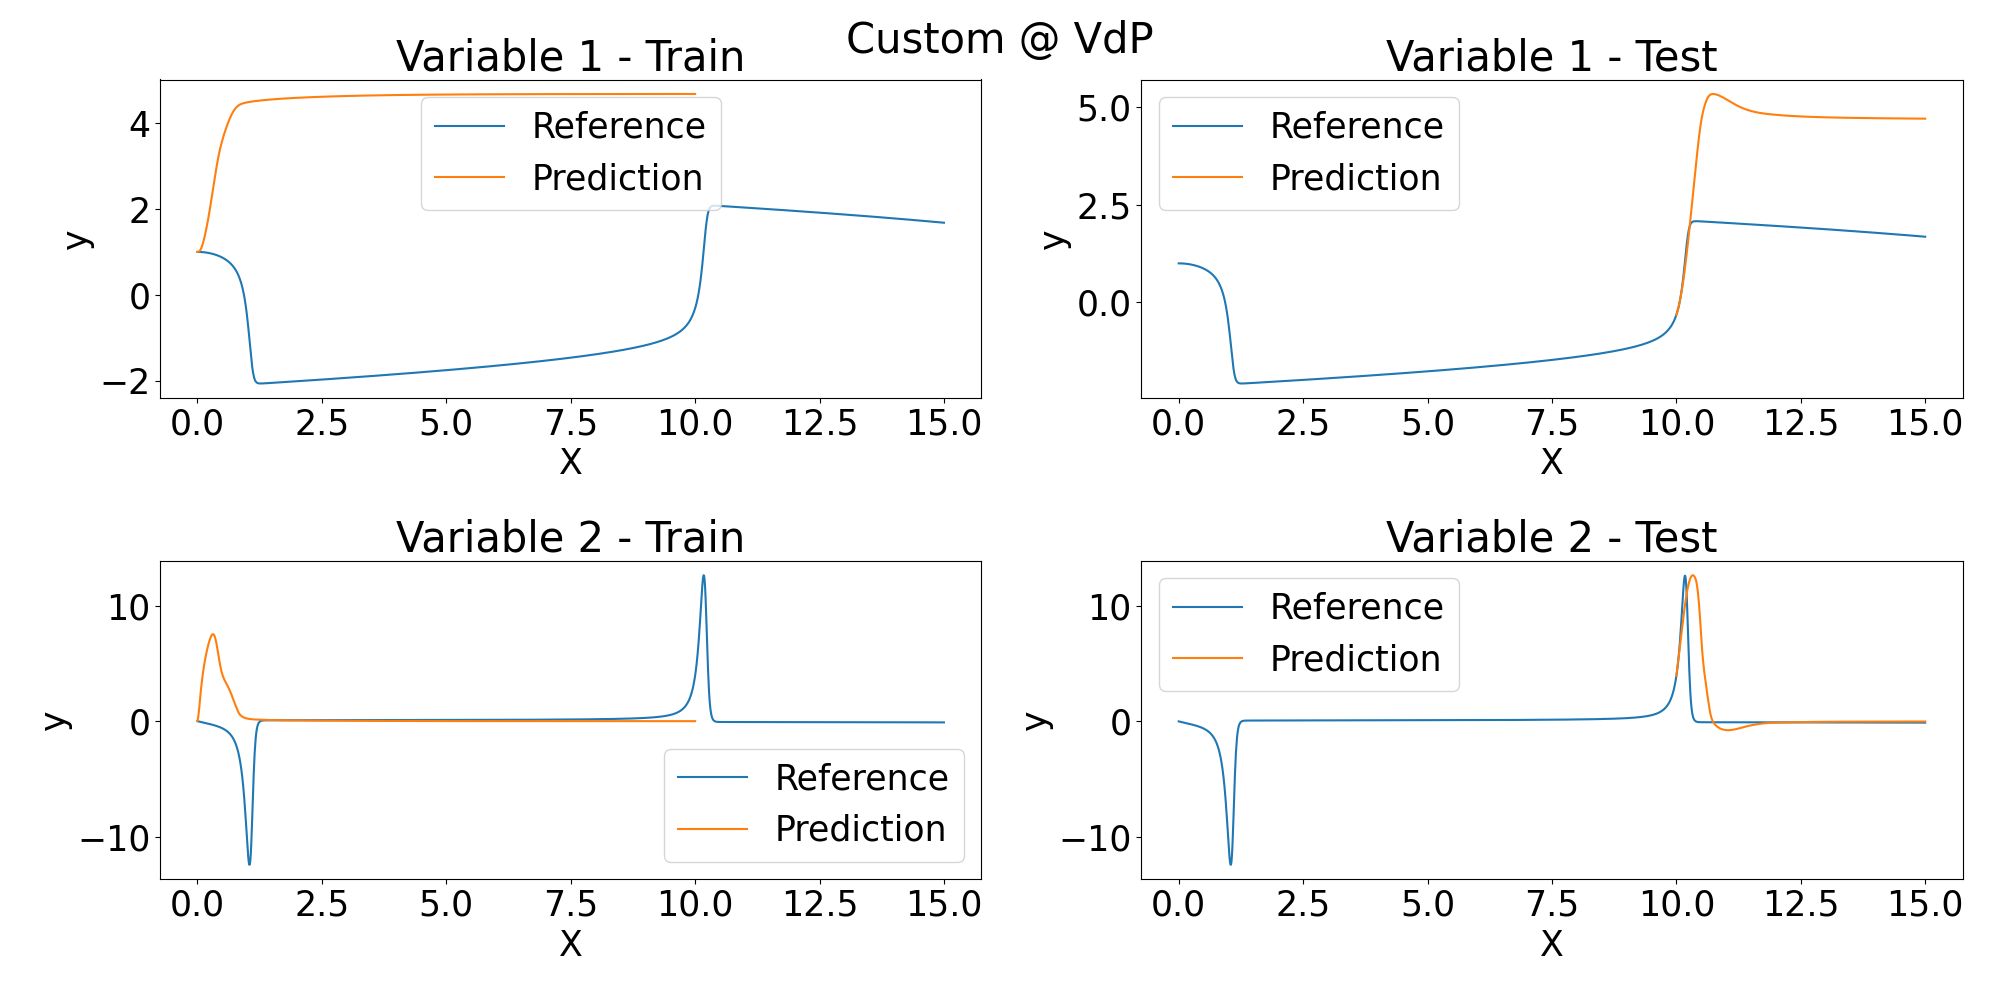 Custom @ VdP
Variable 1 - Train
y
4
2
0
−2
Reference
Prediction
0.0 2.5 5.0 7.5 10.0 12.5 15.0
X
Variable 1 - Test
y
5.0
2.5
0.0
Reference
Prediction
0.0 2.5 5.0 7.5 10.0 12.5 15.0
X
Variable 2 - Train
y
10
0
−10
Reference
Prediction
0.0 2.5 5.0 7.5 10.0 12.5 15.0
X
Variable 2 - Test
y
10
0
−10
Reference
Prediction
0.0 2.5 5.0 7.5 10.0 12.5 15.0
X